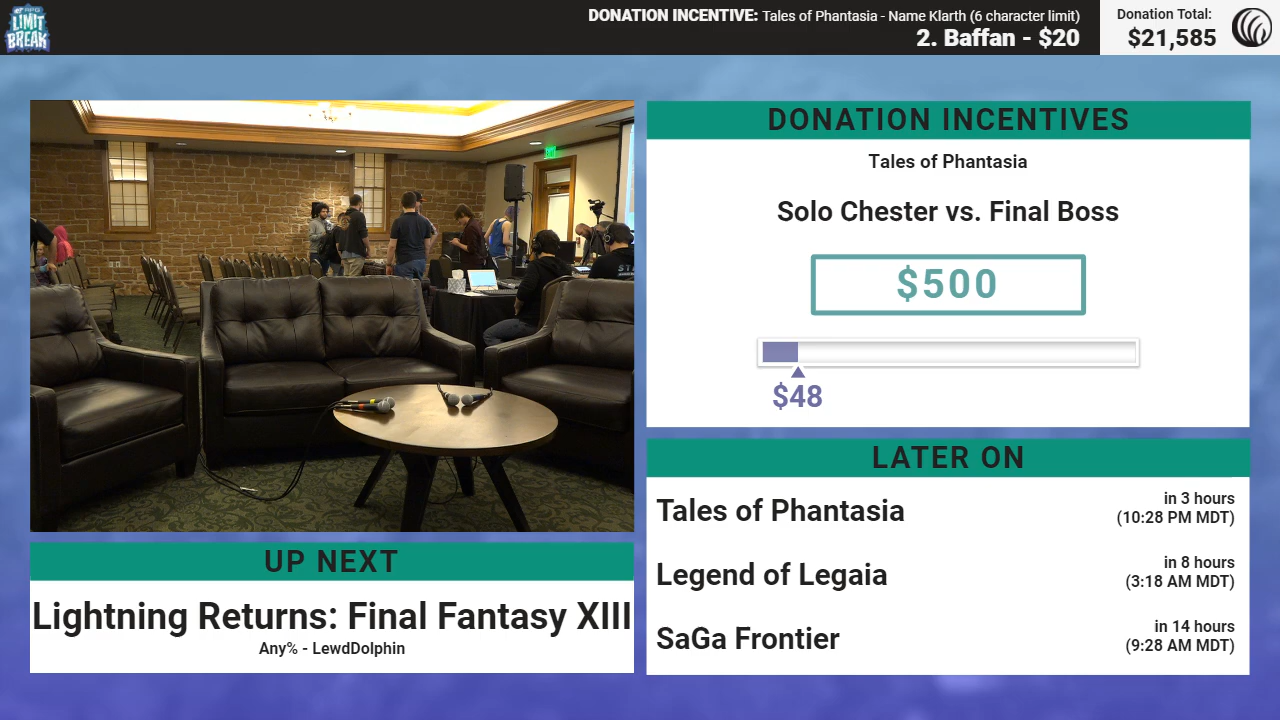 RPG
LIMIT
BREAK
DONATION INCENTIVE: Tales of Phantasia - Name Klarth (6 character limit)
2. Baffan - $20
Donation Total:
$21,585
DONATION INCENTIVES
Tales of Phantasia
Solo Chester vs. Final Boss
$500
$48
UP NEXT
Lightning Returns: Final Fantasy XIII
Any% - LewdDolphin
LATER ON
Tales of Phantasia
in 3 hours
(10:28 PM MDT)
Legend of Legaia
in 8 hours
(3:18 AM MDT)
SaGa Frontier
in 14 hours
(9:28 AM MDT)